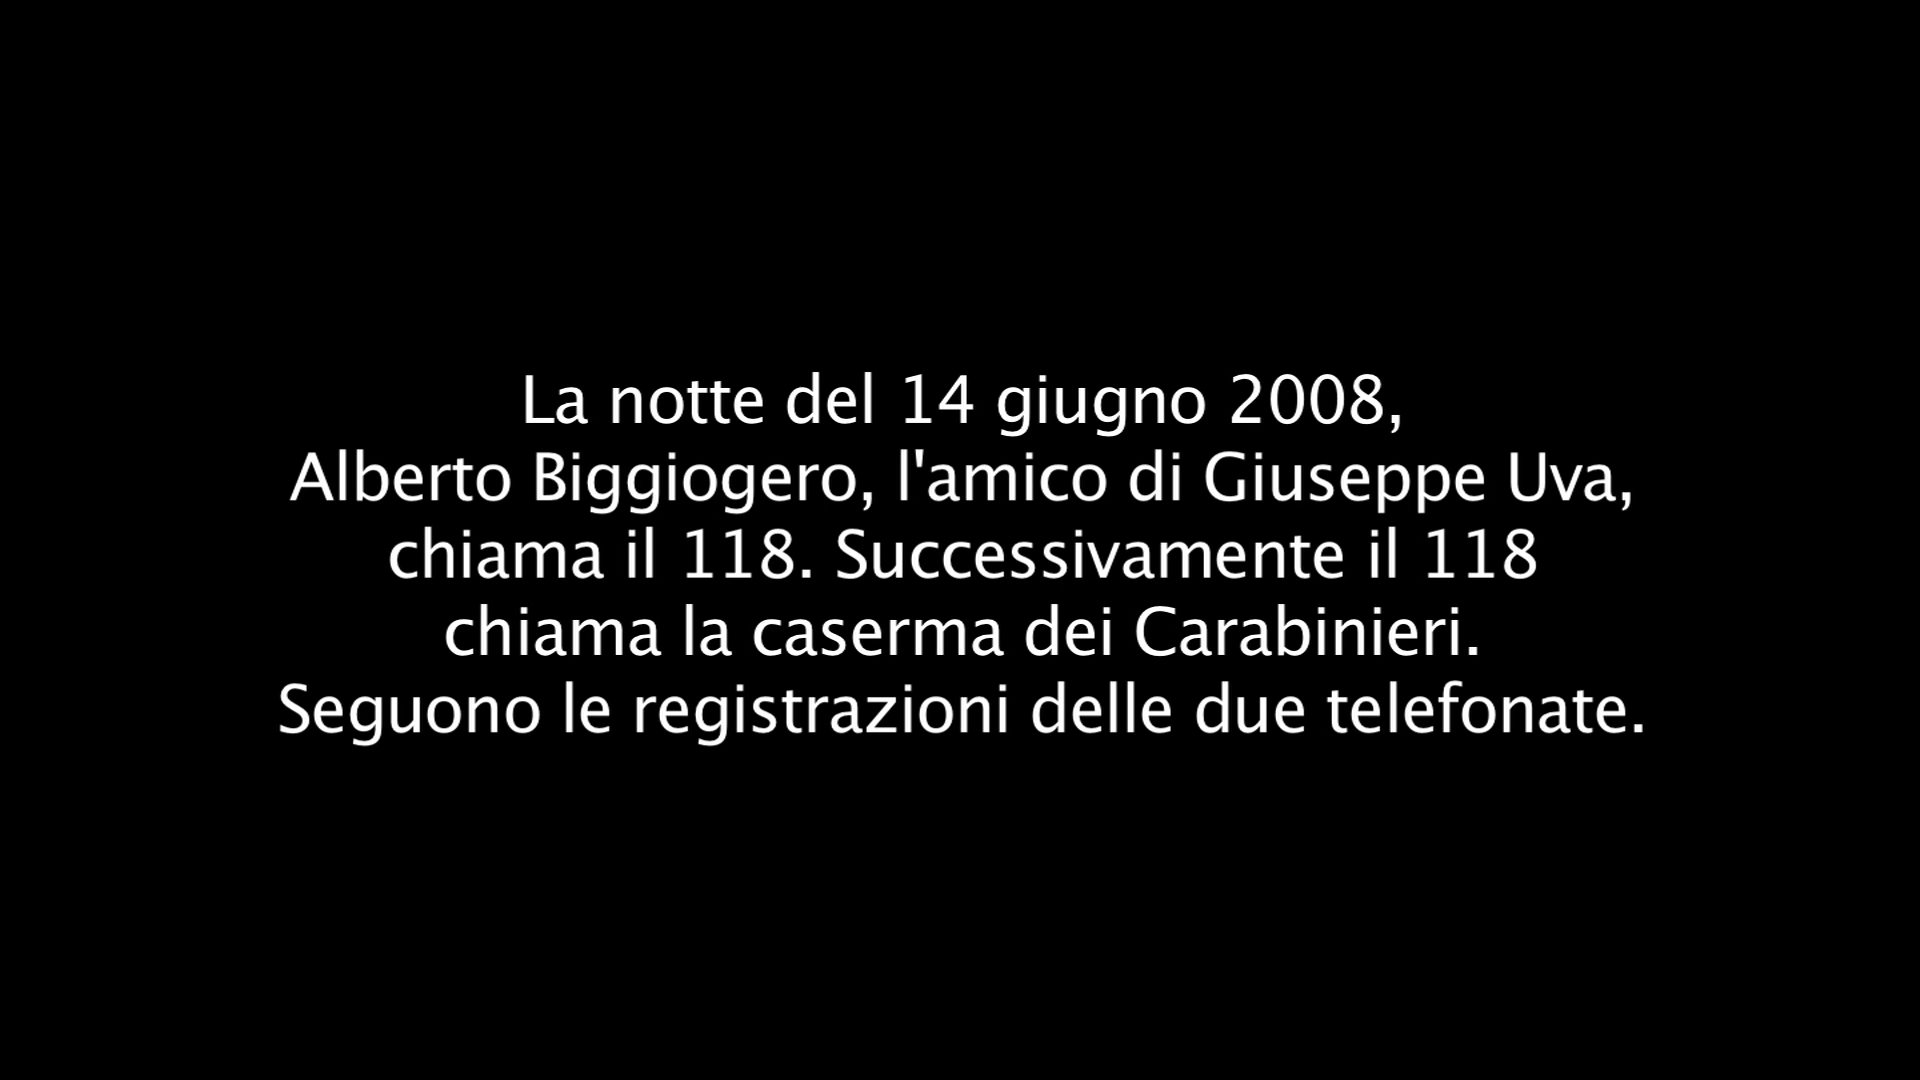 La notte del 14 giugno 2008,
Alberto Biggiogero, l'amico di Giuseppe Uva,
chiama il 118. Successivamente il 118
chiama la caserma dei Carabinieri.
Seguono le registrazioni delle due telefonate.